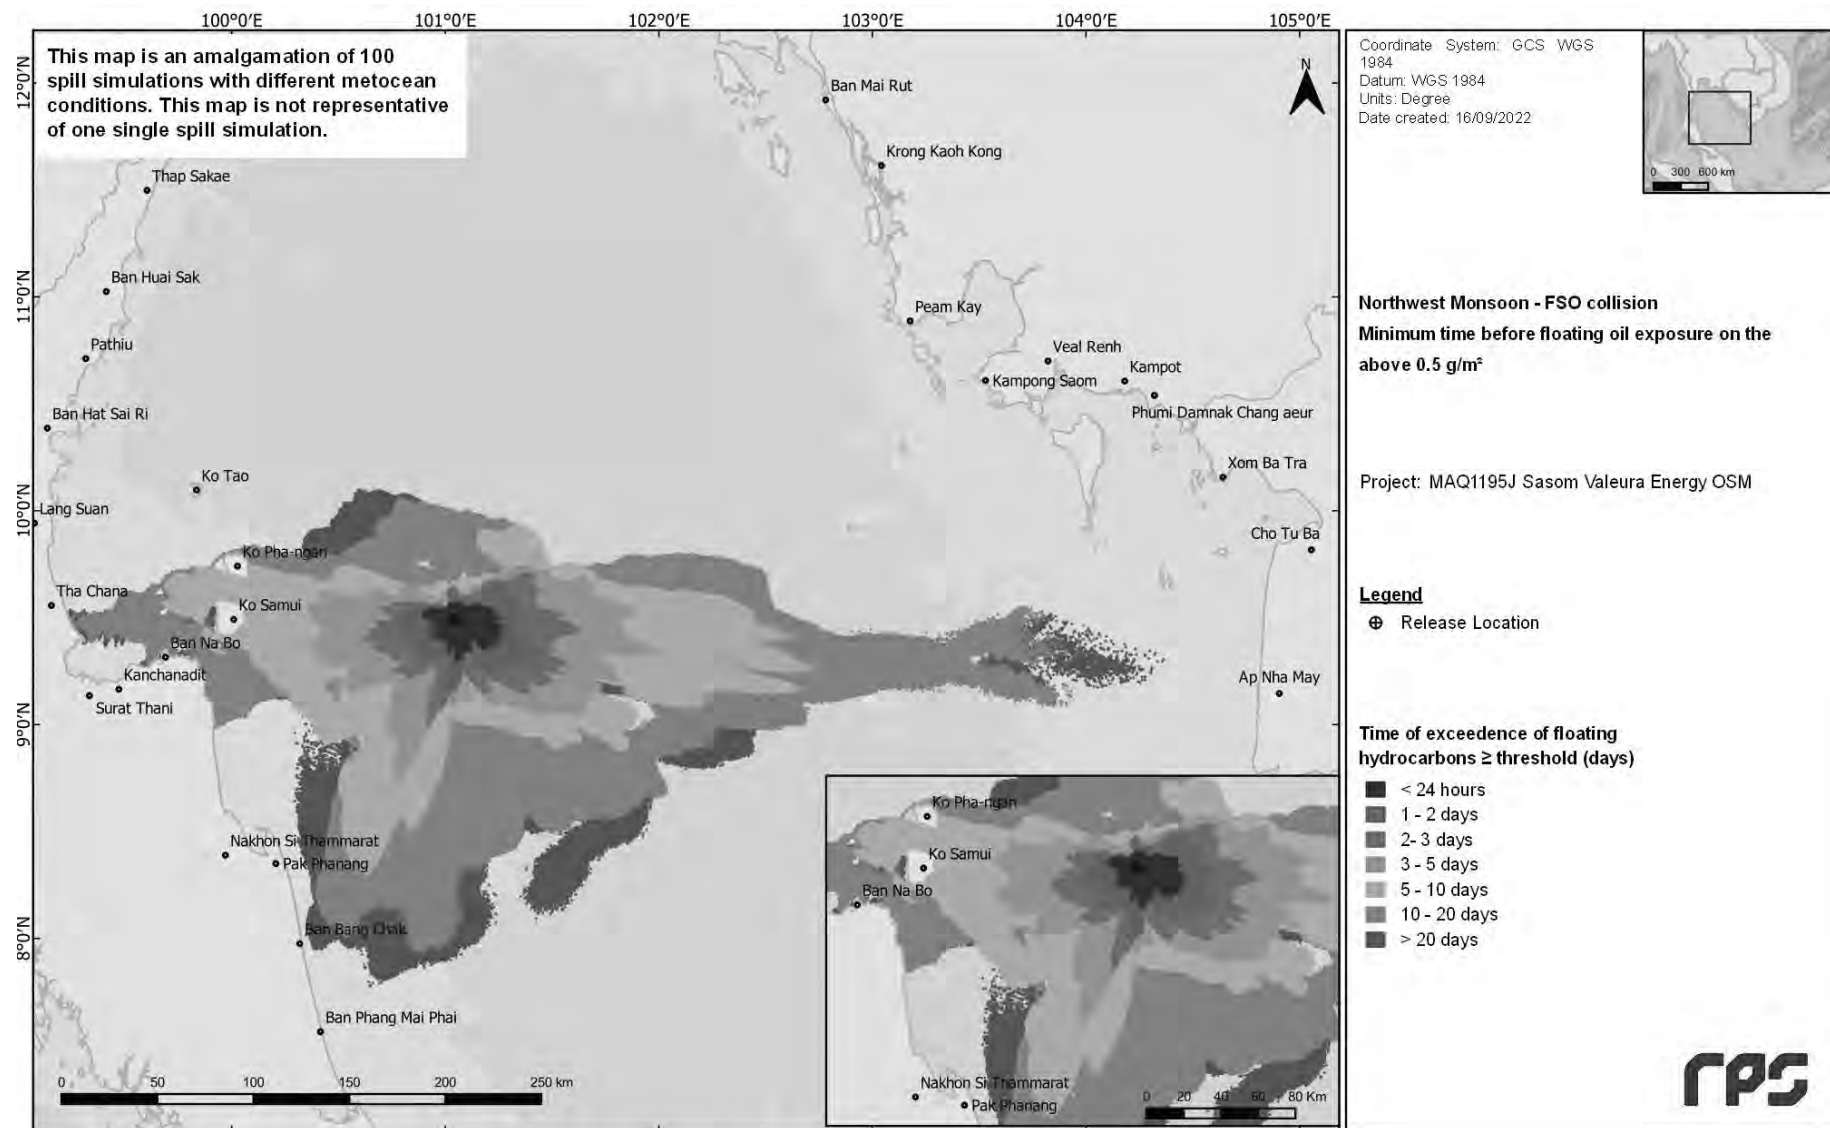 100°0'E 101°0'E 102°0'E 103°0'E 104°0'E 105°0'E
12°0'N
11°0'N
10°0'N
9°0'N
8°0'N
This map is an amalgamation of 100
spill simulations with different metocean
conditions. This map is not representative
of one single spill simulation.
N
Ban Mai Rut
Krong Kaoh Kong
Thap Sakae
Ban Huai Sak
Peam Kay
Pathiu
Veal Renh
Kampot
Kampong Saom
Ban Hat Sai Ri
Phumi Damnak Chang aeur
Xom Ba Tra
Ko Tao
Lang Suan
Cho Tu Ba
Ko Pha-ngan
Tha Chana
Ko Samui
Ban Na Bo
Kanchanadit
Surat Thani
Ap Nha May
Nakhon Si Thammarat
Pak Phanang
Ban Bang Chak
Ban Phang Mai Phai
0 50 100 150 200 250 km
Ko Pha-ngan
Ko Samui
Ban Na Bo
Nakhon Si Thammarat
Pak Phanang
0 20 40 60 80 Km
Coordinate System: GCS WGS
1984
Datum: WGS 1984
Units: Degree
Date created: 16/09/2022
0 300 600 km
Northwest Monsoon - FSO collision
Minimum time before floating oil exposure on the
above 0.5 g/m²
Project: MAQ1195J Sasom Valeura Energy OSM
Legend
Release Location
Time of exceedence of floating
hydrocarbons ≥ threshold (days)
< 24 hours
1 - 2 days
2- 3 days
3 - 5 days
5 - 10 days
10 - 20 days
> 20 days
rps